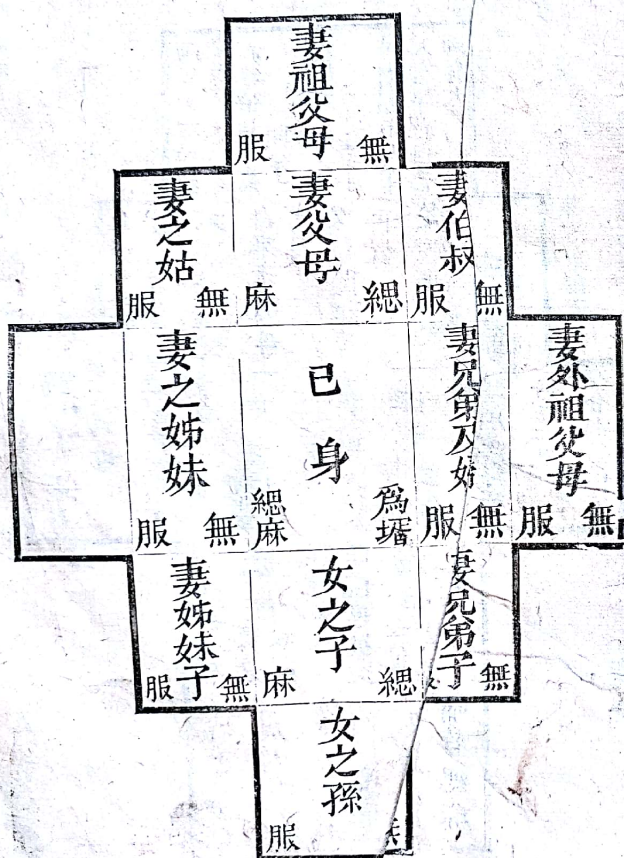 妻祖父母
無服
妻伯叔
無服
妻父母
緦麻
妻之姑
無服
妻外祖父母
無服
妻兄弟及婦
無服
己身
爲壻緦麻
妻之姊妹
無服
妻兄弟子
無
女之子
緦麻
妻姊妹子
無服
女之孫
無服